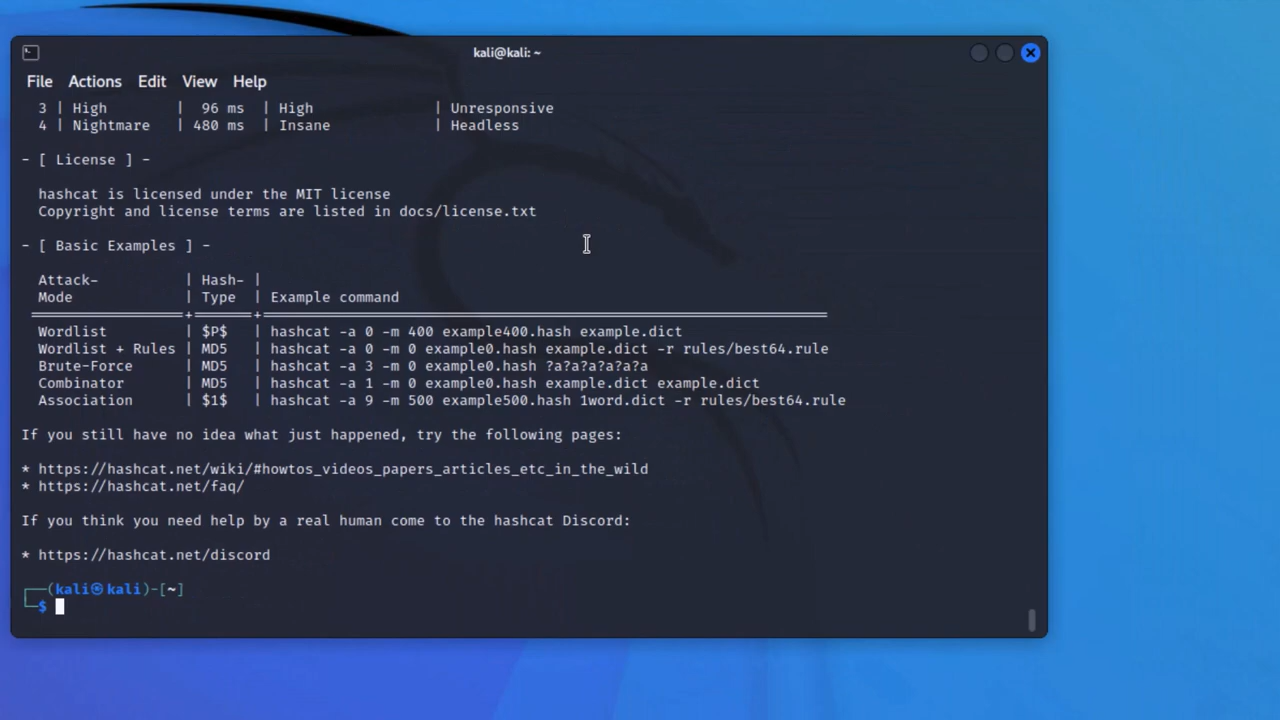 kali@kali: ~
File Actions Edit View Help
3 | High | 96 ms | High | Unresponsive
4 | Nightmare | 480 ms | Insane | Headless
- [ License ] -
hashcat is licensed under the MIT license
Copyright and license terms are listed in docs/license.txt
- [ Basic Examples ] -
Attack- | Hash- |
Mode | Type | Example command
Wordlist | $P$ | hashcat -a 0 -m 400 example400.hash example.dict
Wordlist + Rules | MD5 | hashcat -a 0 -m 0 example0.hash example.dict -r rules/best64.rule
Brute-Force | MD5 | hashcat -a 3 -m 0 example0.hash ?a?a?a?a?a?a
Combinator | MD5 | hashcat -a 1 -m 0 example0.hash example.dict example.dict
Association | $1$ | hashcat -a 9 -m 500 example500.hash 1word.dict -r rules/best64.rule
If you still have no idea what just happened, try the following pages:
* https://hashcat.net/wiki/#howtos_videos_papers_articles_etc_in_the_wild
* https://hashcat.net/faq/
If you think you need help by a real human come to the hashcat Discord:
* https://hashcat.net/discord
┌──(kali㉿kali)-[~]
└─$